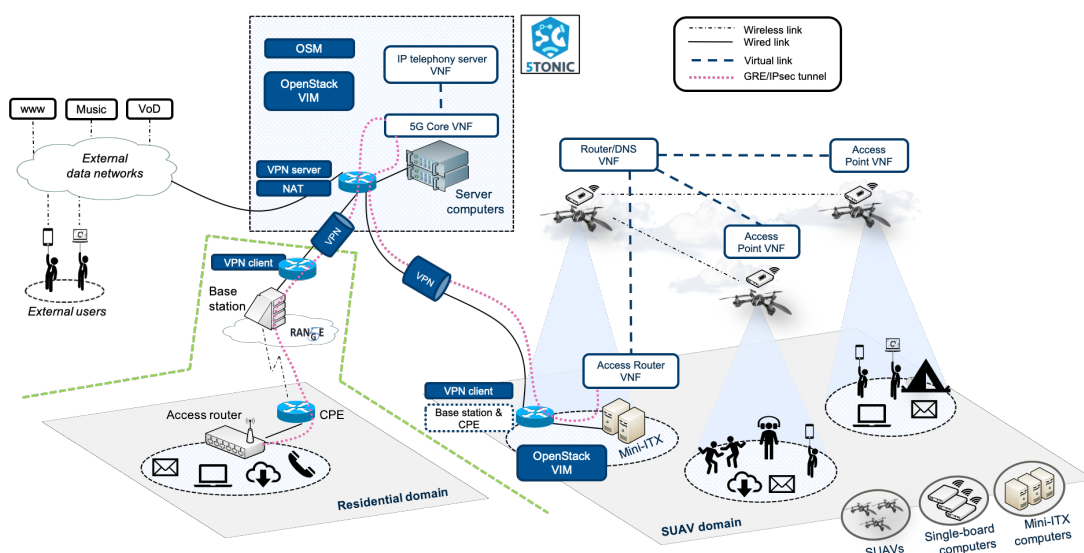 OSM
OpenStack
VIM
IP telephony server
VNF
5G Core VNF
5G
5TONIC
Wireless link
Wired link
Virtual link
GRE/IPsec tunnel
www
Music
VoD
External
data networks
VPN server
NAT
Server
computers
Router/DNS
VNF
Access
Point VNF
Access
Point VNF
VPN
VPN
VPN client
Base
station
RANGE
External users
Access router
CPE
Residential domain
VPN client
Base station &
CPE
Access Router
VNF
Mini-ITX
OpenStack
VIM
SUAV domain
SUAVs
Single-board
computers
Mini-ITX
computers